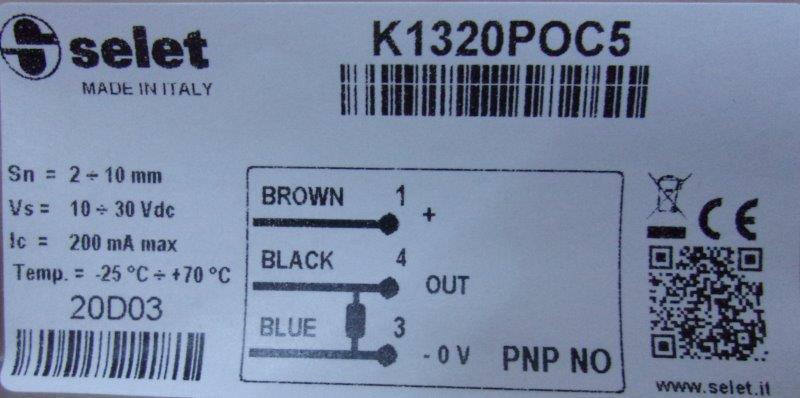 selet
MADE IN ITALY
K1320POC5
Sn = 2 ÷ 10 mm
Vs = 10 ÷ 30 Vdc
Ic = 200 mA max
Temp. = -25 °C ÷ +70 °C
20D03
BROWN 1 +
BLACK 4 OUT
BLUE 3 - 0 V
PNP NO
CE
www.selet.it